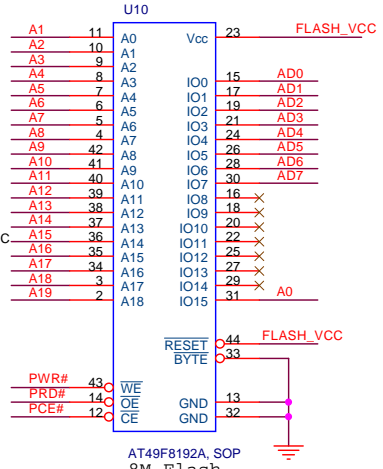 U10
A1 11 A0 Vcc 23 FLASH_VCC
A2 10 A1
A3 9 A2
A4 8 A3 IO0 15 AD0
A5 7 A4 IO1 17 AD1
A6 6 A5 IO2 19 AD2
A7 5 A6 IO3 21 AD3
A8 4 A7 IO4 24 AD4
A9 42 A8 IO5 26 AD5
A10 41 A9 IO6 28 AD6
A11 40 A10 IO7 30 AD7
A12 39 A11 IO8 16
A13 38 A12 IO9 18
A14 37 A13 IO10 20
C A15 36 A14 IO11 22
A16 35 A15 IO12 25
A17 34 A16 IO13 27
A18 3 A17 IO14 29
A19 2 A18 IO15 31 A0
RESET 44 FLASH_VCC
BYTE 33
PWR# 43 WE
PRD# 14 OE GND 13
PCE# 12 CE GND 32
AT49F8192A, SOP
8M Flash